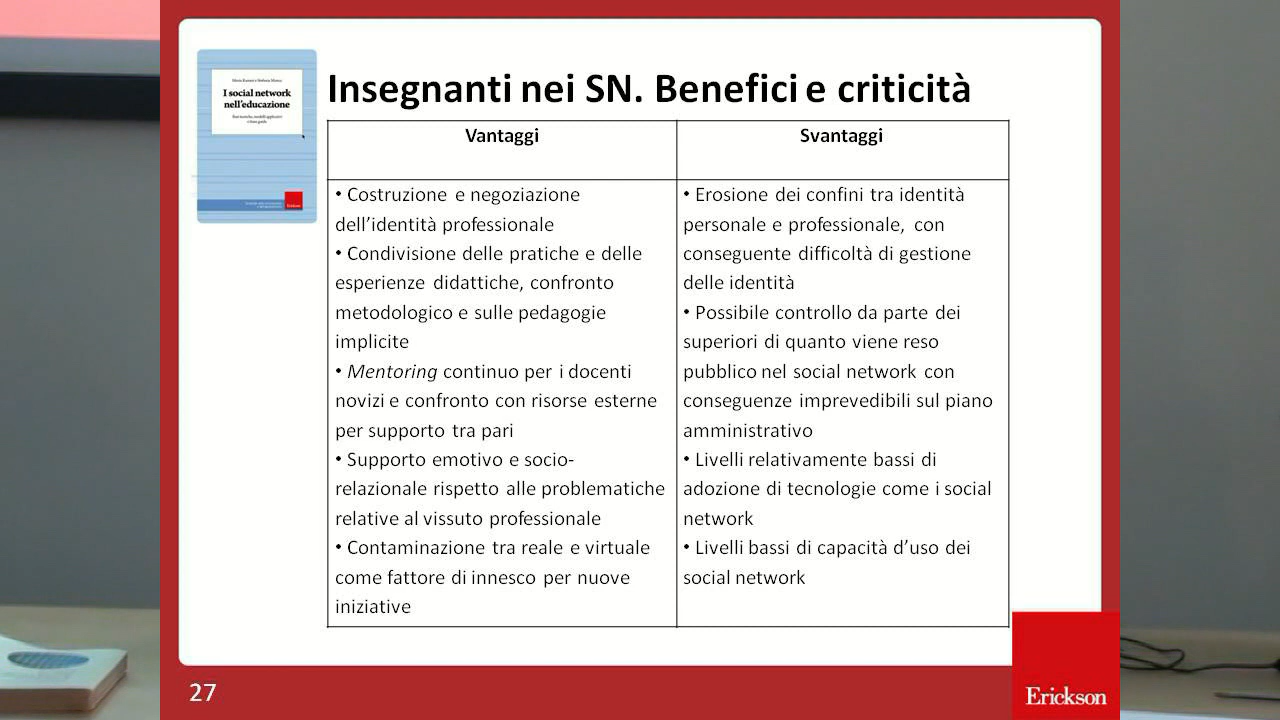 I social network
nell'educazione
Erickson
Insegnanti nei SN. Benefici e criticità
Vantaggi
• Costruzione e negoziazione
dell'identità professionale
• Condivisione delle pratiche e delle
esperienze didattiche, confronto
metodologico e sulle pedagogie
implicite
• Mentoring continuo per i docenti
novizi e confronto con risorse esterne
per supporto tra pari
• Supporto emotivo e socio-
relazionale rispetto alle problematiche
relative al vissuto professionale
• Contaminazione tra reale e virtuale
come fattore di innesco per nuove
iniziative
Svantaggi
• Erosione dei confini tra identità
personale e professionale, con
conseguente difficoltà di gestione
delle identità
• Possibile controllo da parte dei
superiori di quanto viene reso
pubblico nel social network con
conseguenze imprevedibili sul piano
amministrativo
• Livelli relativamente bassi di
adozione di tecnologie come i social
network
• Livelli bassi di capacità d'uso dei
social network
27
Erickson